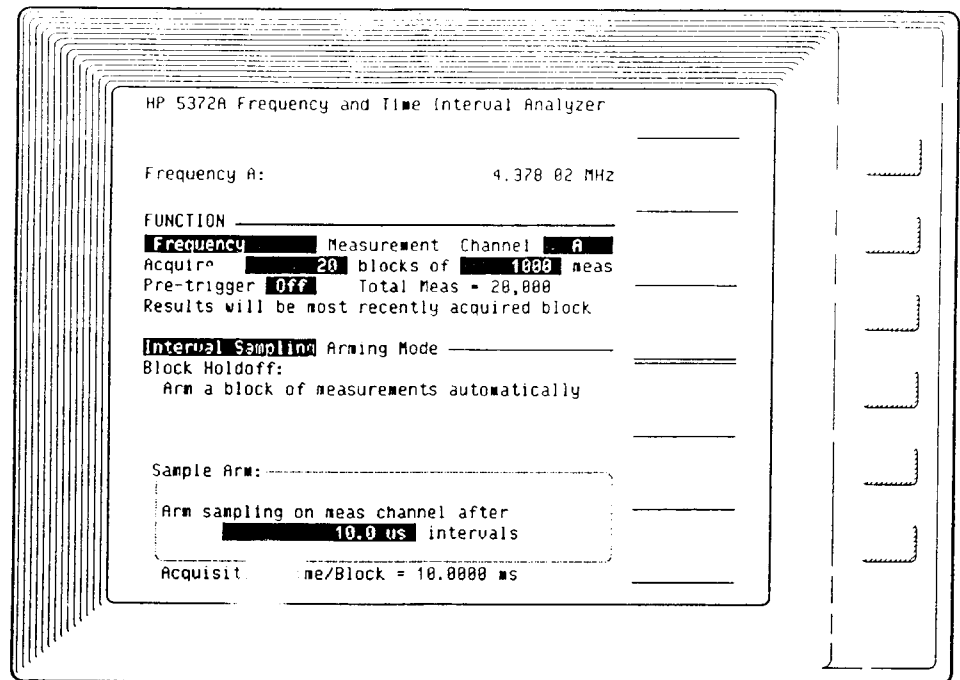 HP 5372A Frequency and Time Interval Analyzer
Frequency A: 4.378 02 MHz
FUNCTION
Frequency Measurement Channel A
Acquire 20 blocks of 1000 meas
Pre-trigger Off Total Meas = 20,000
Results will be most recently acquired block
Interval Sampling Arming Mode
Block Holdoff:
Arm a block of measurements automatically
Sample Arm:
Arm sampling on meas channel after
10.0 us intervals
Acquisit me/Block = 10.0000 ms